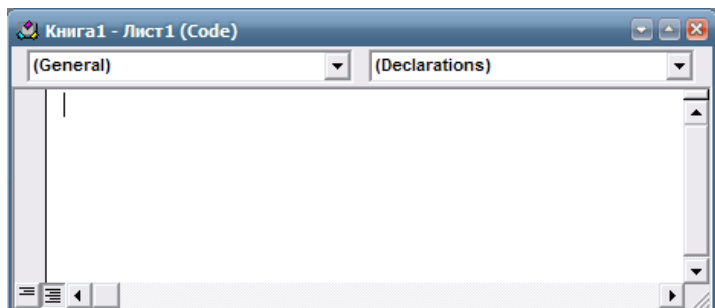 Книга1 - Лист1 (Code)
(General) (Declarations)